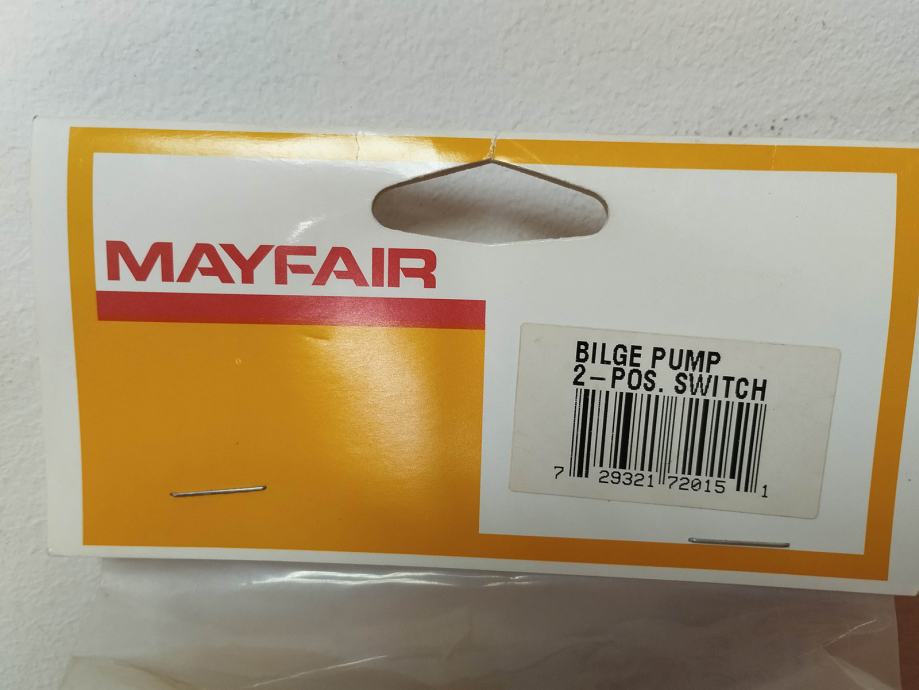 MAYFAIR
BILGE PUMP
2-POS. SWITCH
7 29321 72015 1